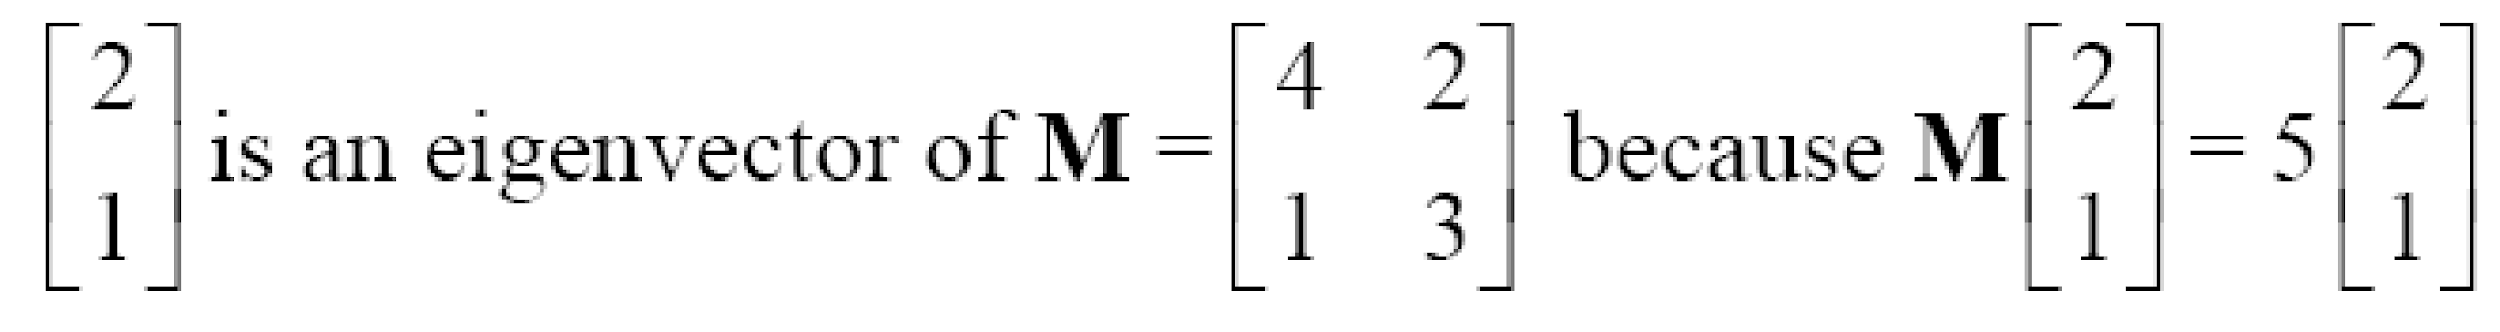 [2 1] is an eigenvector of M = [4 2 1 3] because M [2 1] = 5 [2 1]